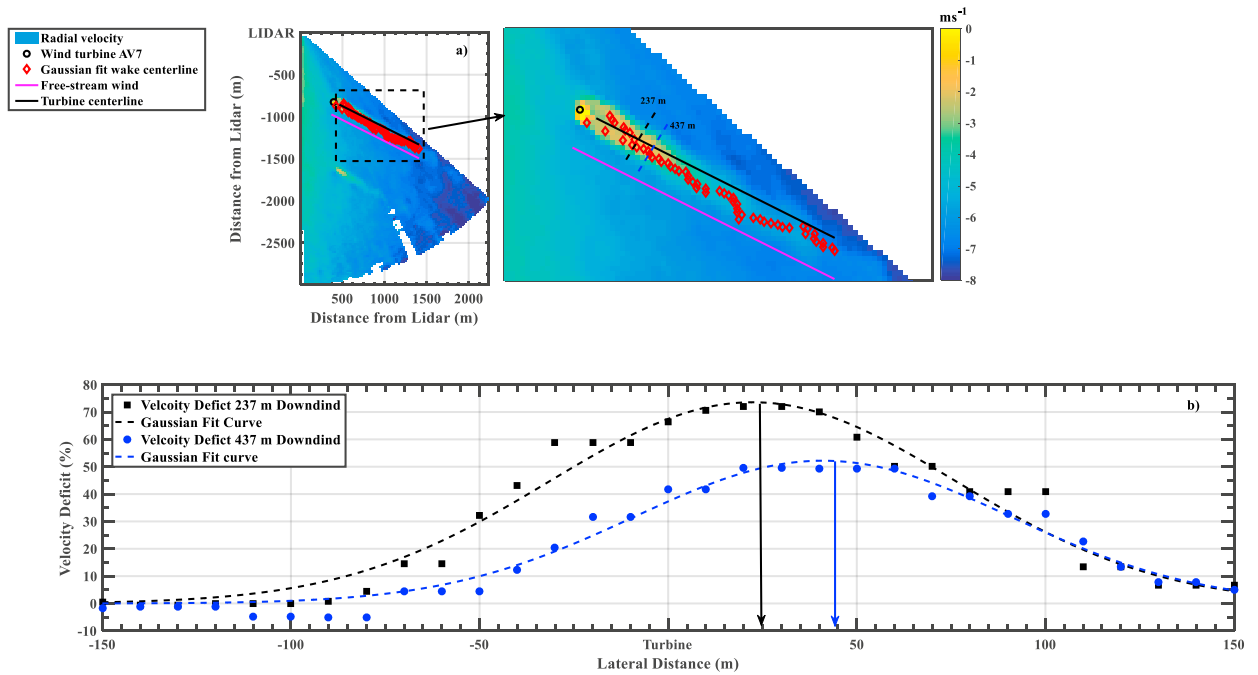 Radial velocity
Wind turbine AV7
Gaussian fit wake centerline
Free-stream wind
Turbine centerline
LIDAR
-500
-1000
-1500
-2000
-2500
Distance from Lidar (m)
a)
500 1000 1500 2000
Distance from Lidar (m)
Distance from Lidar (m)
237 m
437 m
ms-1
0
-1
-2
-3
-4
-5
-6
-7
-8
80
70
60
50
40
30
20
10
0
-10
Velocity Deficit (%)
Velcoity Defict 237 m Downdind
Gaussian Fit Curve
Velcoity Defict 437 m Downdind
Gaussian Fit curve
b)
-150 -100 -50 Turbine 50 100 150
Lateral Distance (m)